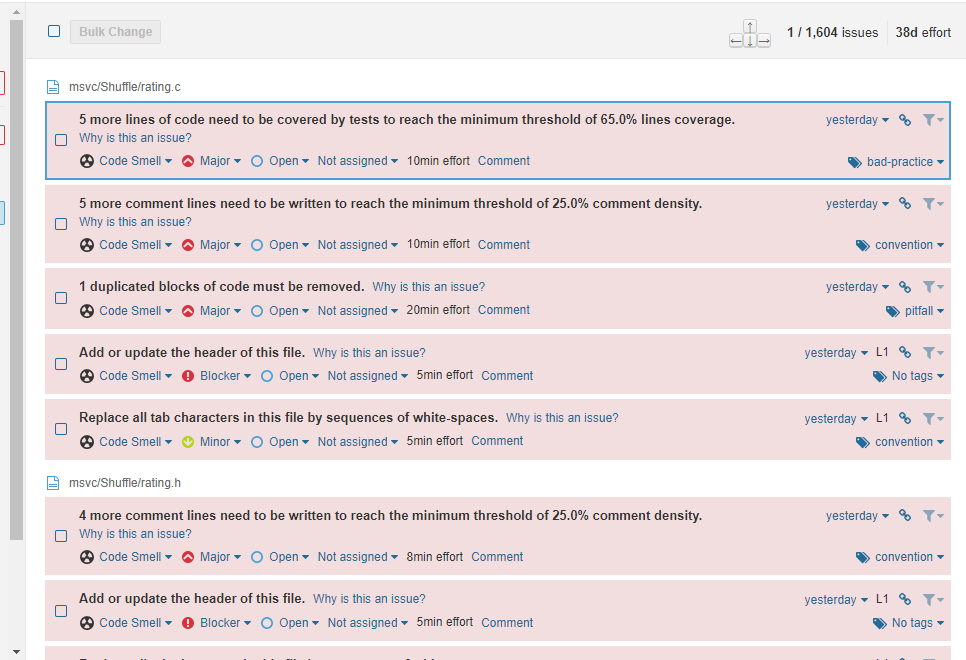 Bulk Change
1 / 1,604 issues 38d effort
msvc/Shuffle/rating.c
5 more lines of code need to be covered by tests to reach the minimum threshold of 65.0% lines coverage. yesterday
Why is this an issue?
Code Smell Major Open Not assigned 10min effort Comment bad-practice
5 more comment lines need to be written to reach the minimum threshold of 25.0% comment density. yesterday
Why is this an issue?
Code Smell Major Open Not assigned 10min effort Comment convention
1 duplicated blocks of code must be removed. Why is this an issue? yesterday
Code Smell Major Open Not assigned 20min effort Comment pitfall
Add or update the header of this file. Why is this an issue? yesterday L1
Code Smell Blocker Open Not assigned 5min effort Comment No tags
Replace all tab characters in this file by sequences of white-spaces. Why is this an issue? yesterday L1
Code Smell Minor Open Not assigned 5min effort Comment convention
msvc/Shuffle/rating.h
4 more comment lines need to be written to reach the minimum threshold of 25.0% comment density. yesterday
Why is this an issue?
Code Smell Major Open Not assigned 8min effort Comment convention
Add or update the header of this file. Why is this an issue? yesterday L1
Code Smell Blocker Open Not assigned 5min effort Comment No tags